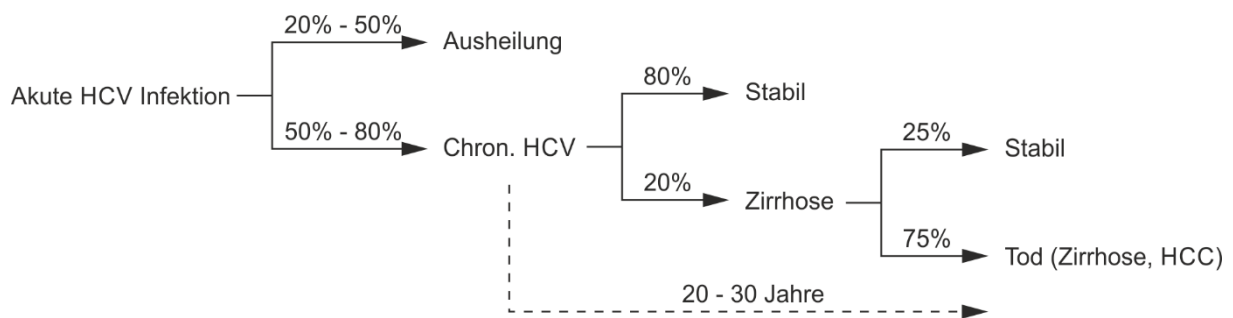 20% - 50%
Ausheilung
Akute HCV Infektion
50% - 80%
Chron. HCV
80%
Stabil
20%
Zirrhose
25%
Stabil
75%
Tod (Zirrhose, HCC)
20 - 30 Jahre